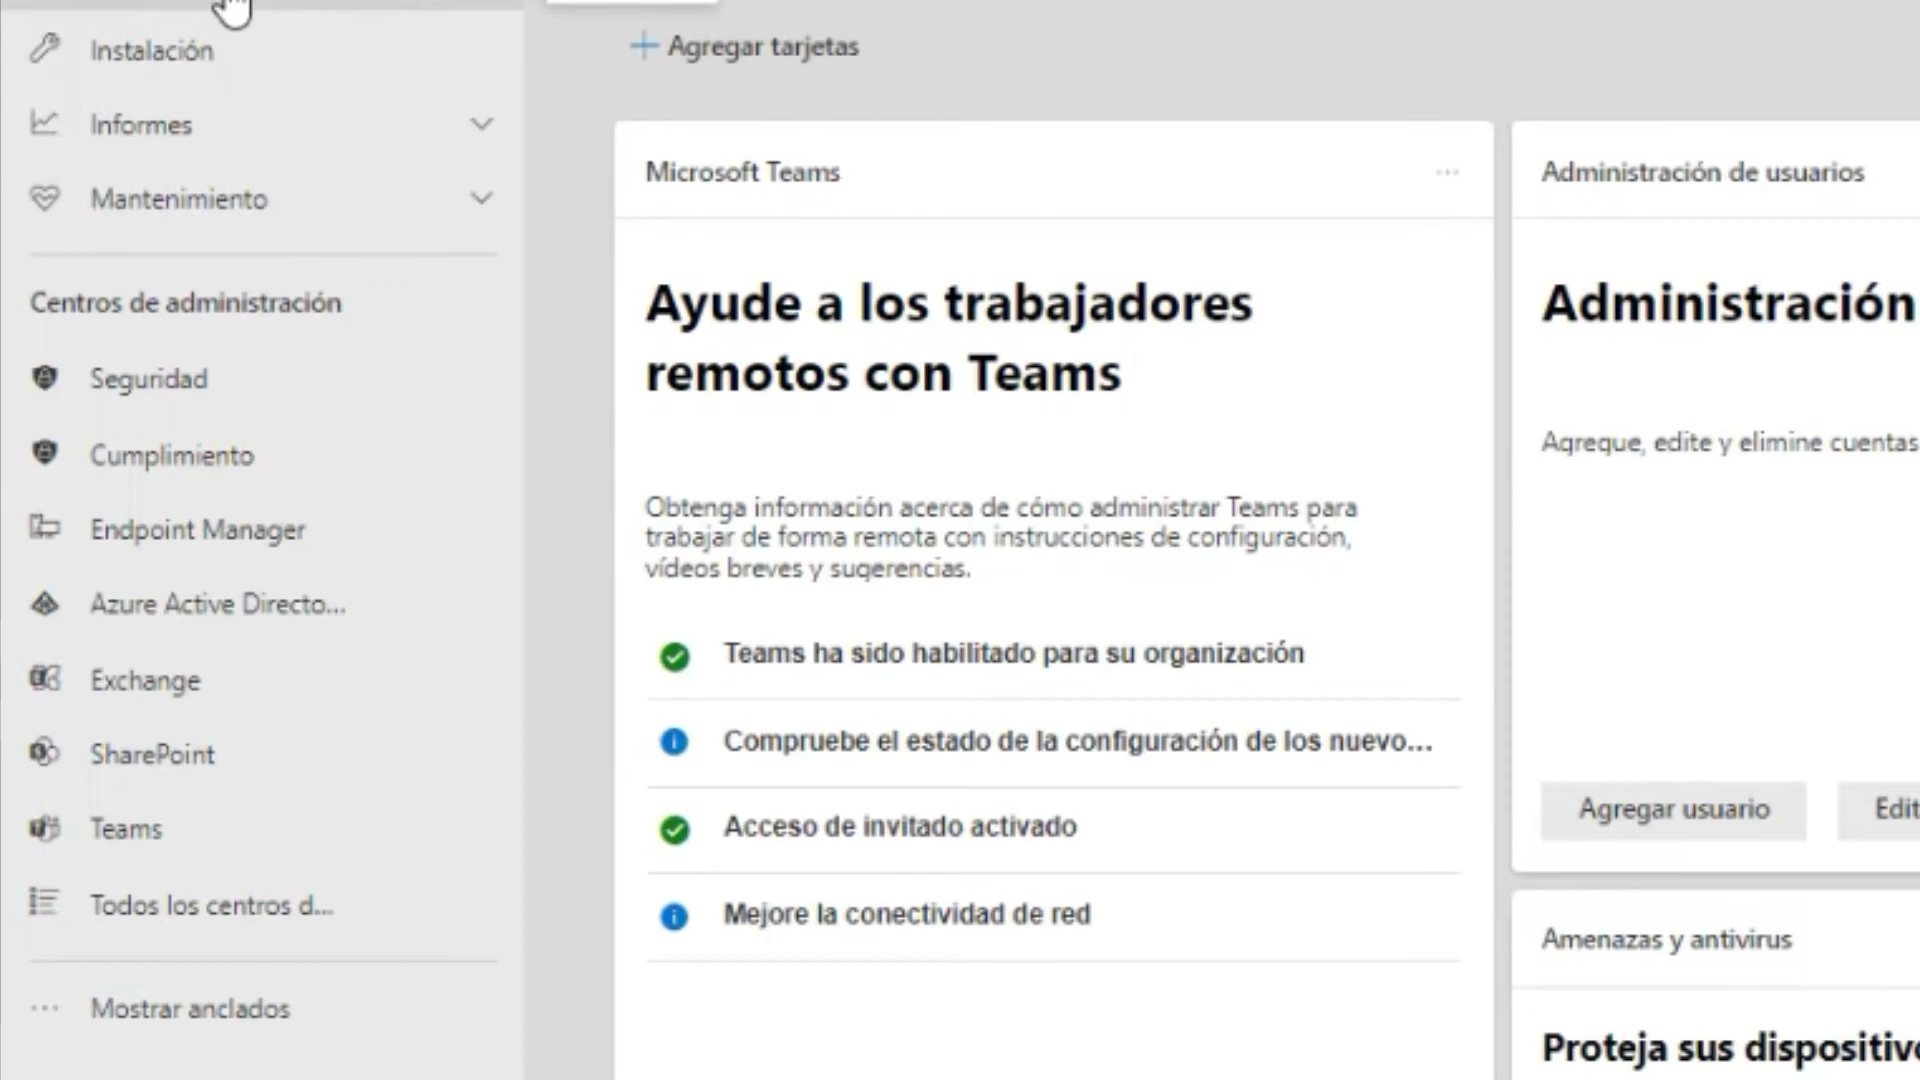 Instalación
Informes
Mantenimiento
Centros de administración
Seguridad
Cumplimiento
Endpoint Manager
Azure Active Directo...
Exchange
SharePoint
Teams
Todos los centros d...
Mostrar anclados
Agregar tarjetas
Microsoft Teams
Ayude a los trabajadores
remotos con Teams
Obtenga información acerca de cómo administrar Teams para
trabajar de forma remota con instrucciones de configuración,
vídeos breves y sugerencias.
Teams ha sido habilitado para su organización
Compruebe el estado de la configuración de los nuevo...
Acceso de invitado activado
Mejore la conectividad de red
Administración de usuarios
Administración
Agregue, edite y elimine cuentas
Agregar usuario
Edit
Amenazas y antivirus
Proteja sus dispositivo